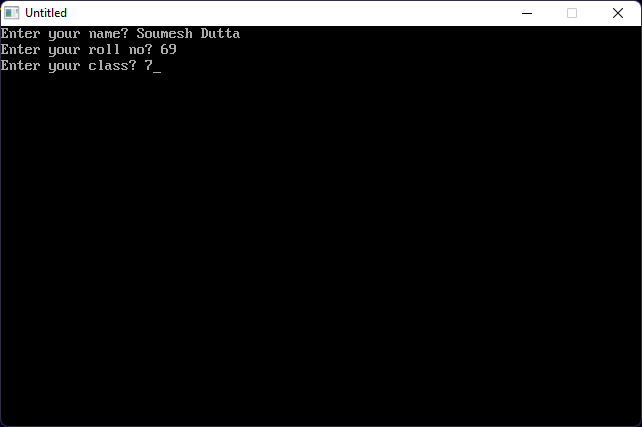 Untitled
Enter your name? Soumesh Dutta
Enter your roll no? 69
Enter your class? 7_